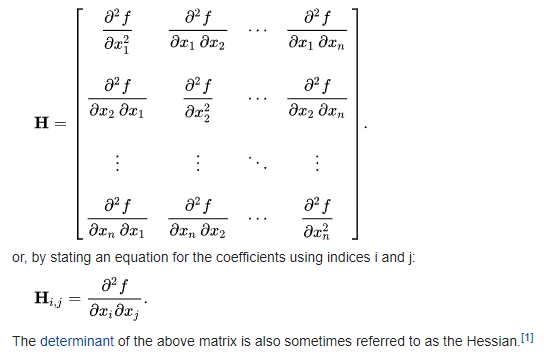 H = [ ∂²f/∂x₁² ∂²f/∂x₁ ∂x₂ ⋯ ∂²f/∂x₁ ∂xₙ
∂²f/∂x₂ ∂x₁ ∂²f/∂x₂² ⋯ ∂²f/∂x₂ ∂xₙ
⋮ ⋮ ⋱ ⋮
∂²f/∂xₙ ∂x₁ ∂²f/∂xₙ ∂x₂ ⋯ ∂²f/∂xₙ² ] .
or, by stating an equation for the coefficients using indices i and j:
Hᵢ,ⱼ = ∂²f/∂xᵢ∂xⱼ.
The determinant of the above matrix is also sometimes referred to as the Hessian.[1]